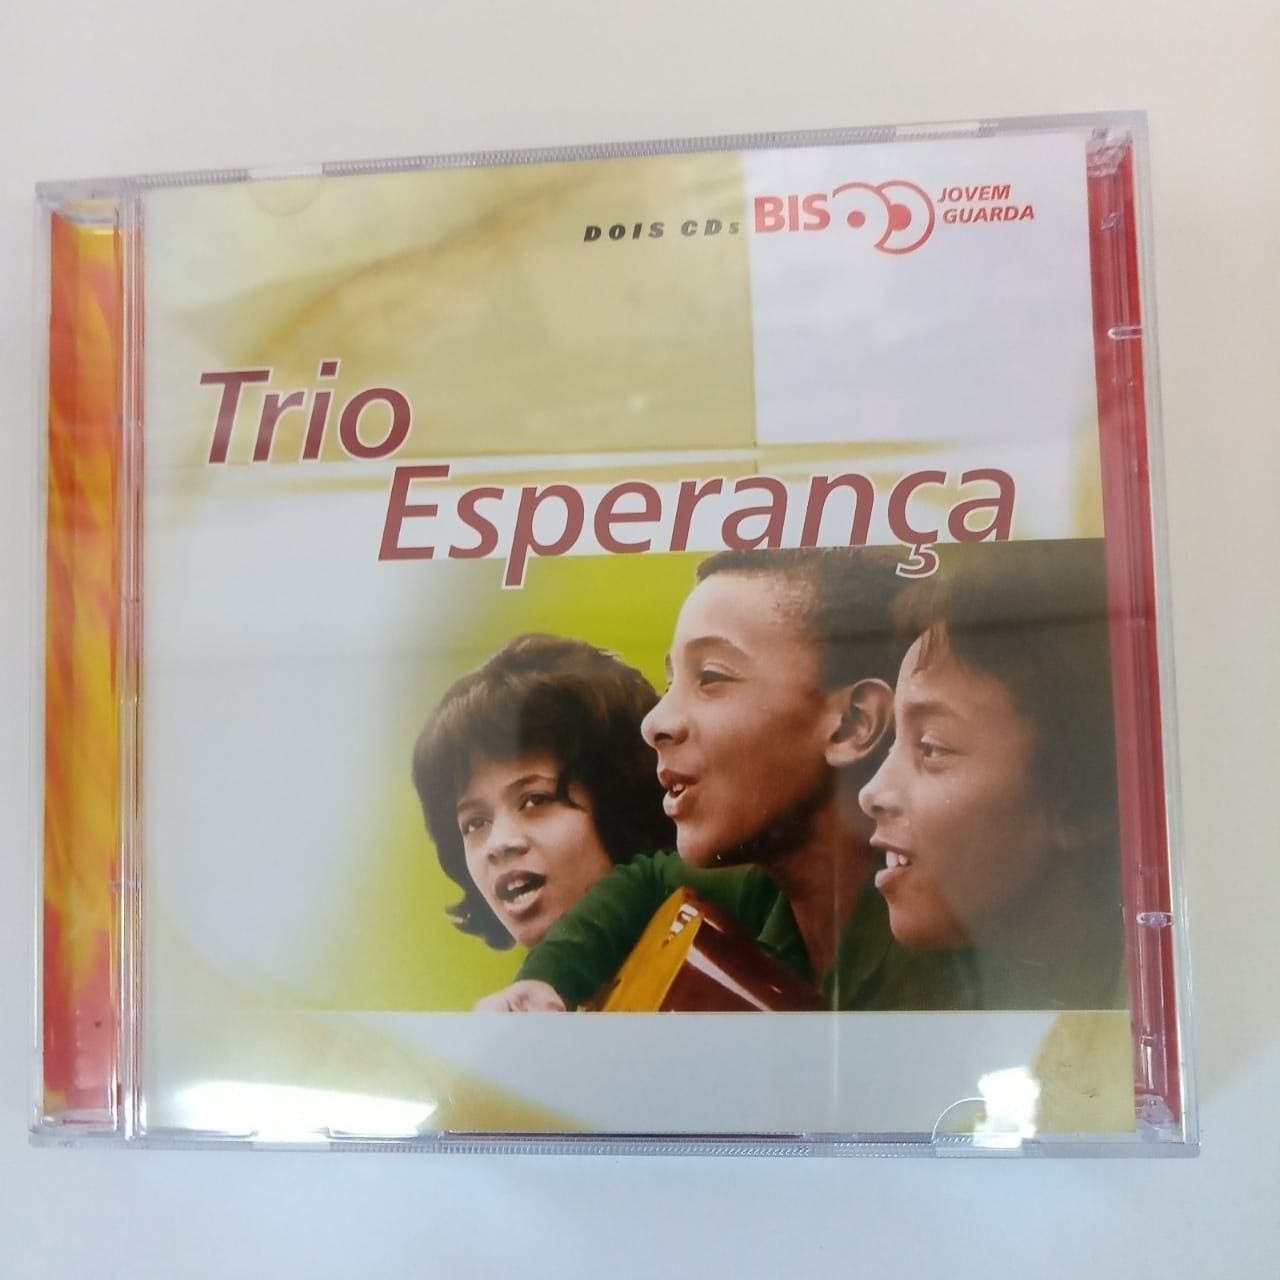 DOIS CDs BIS JOVEM GUARDA
Trio
Esperança